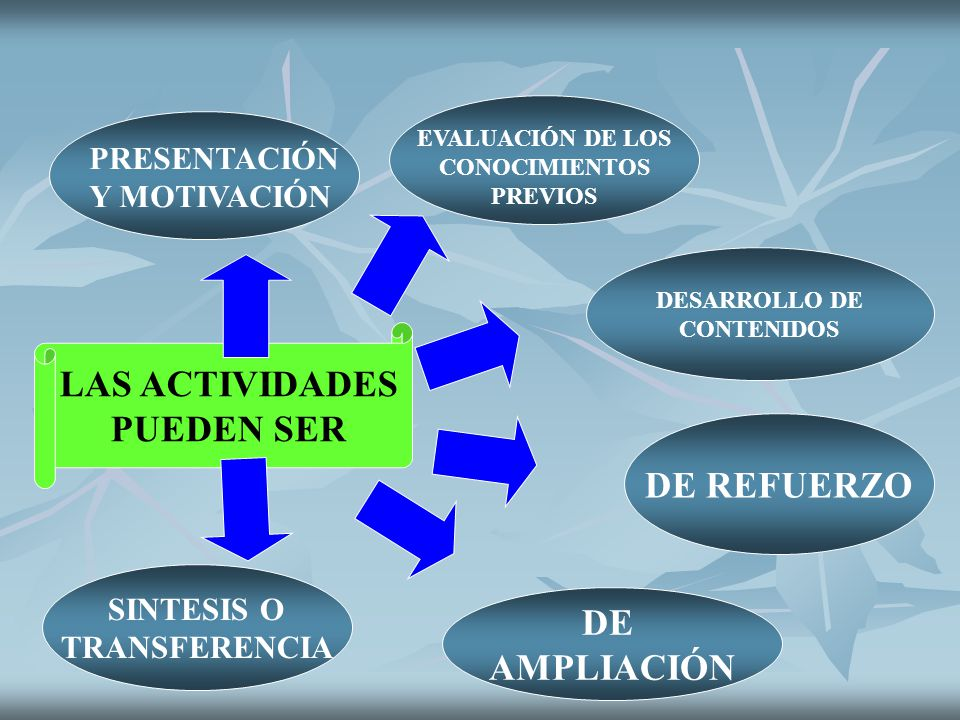 PRESENTACIÓN
Y MOTIVACIÓN
EVALUACIÓN DE LOS
CONOCIMIENTOS
PREVIOS
DESARROLLO DE
CONTENIDOS
LAS ACTIVIDADES
PUEDEN SER
DE REFUERZO
SINTESIS O
TRANSFERENCIA
DE
AMPLIACIÓN